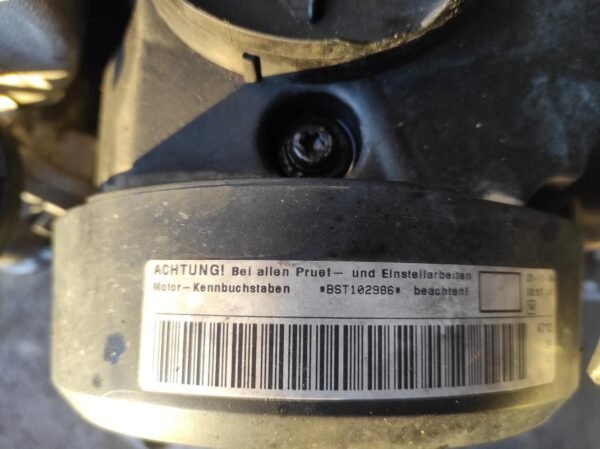 ACHTUNG! Bei allen Pruef- und Einstellarbeiten
Motor-Kennbuchstaben *BST102986* beachten!